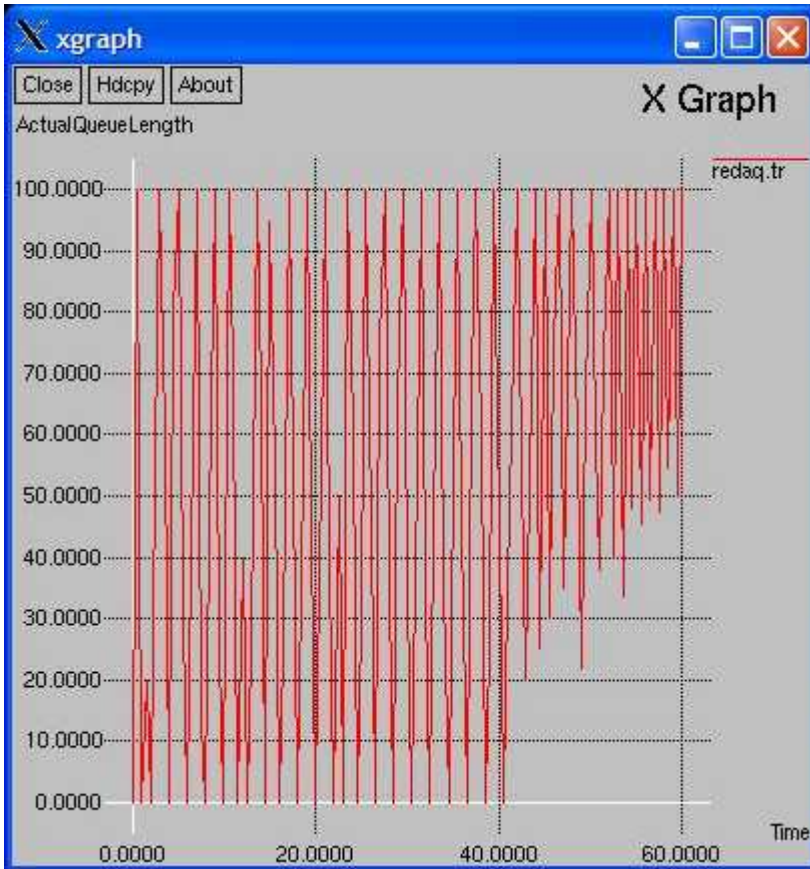 xgraph
Close Hdcpy About
X Graph
ActualQueueLength
redaq.tr
100.0000
90.0000
80.0000
70.0000
60.0000
50.0000
40.0000
30.0000
20.0000
10.0000
0.0000
Time
0.0000 20.0000 40.0000 60.0000